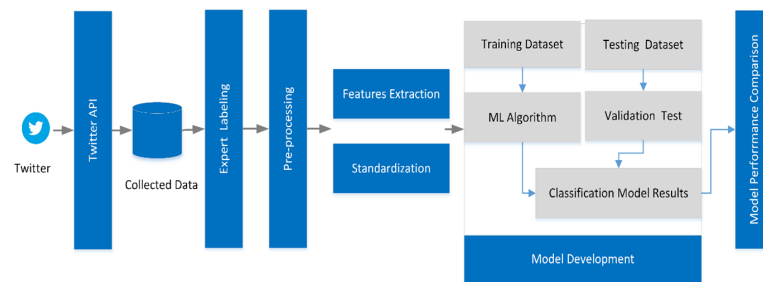 Twitter
Twitter API
Collected Data
Expert Labeling
Pre-processing
Features Extraction
Standardization
Training Dataset
Testing Dataset
ML Algorithm
Validation Test
Classification Model Results
Model Development
Model Perforrmance Comparison